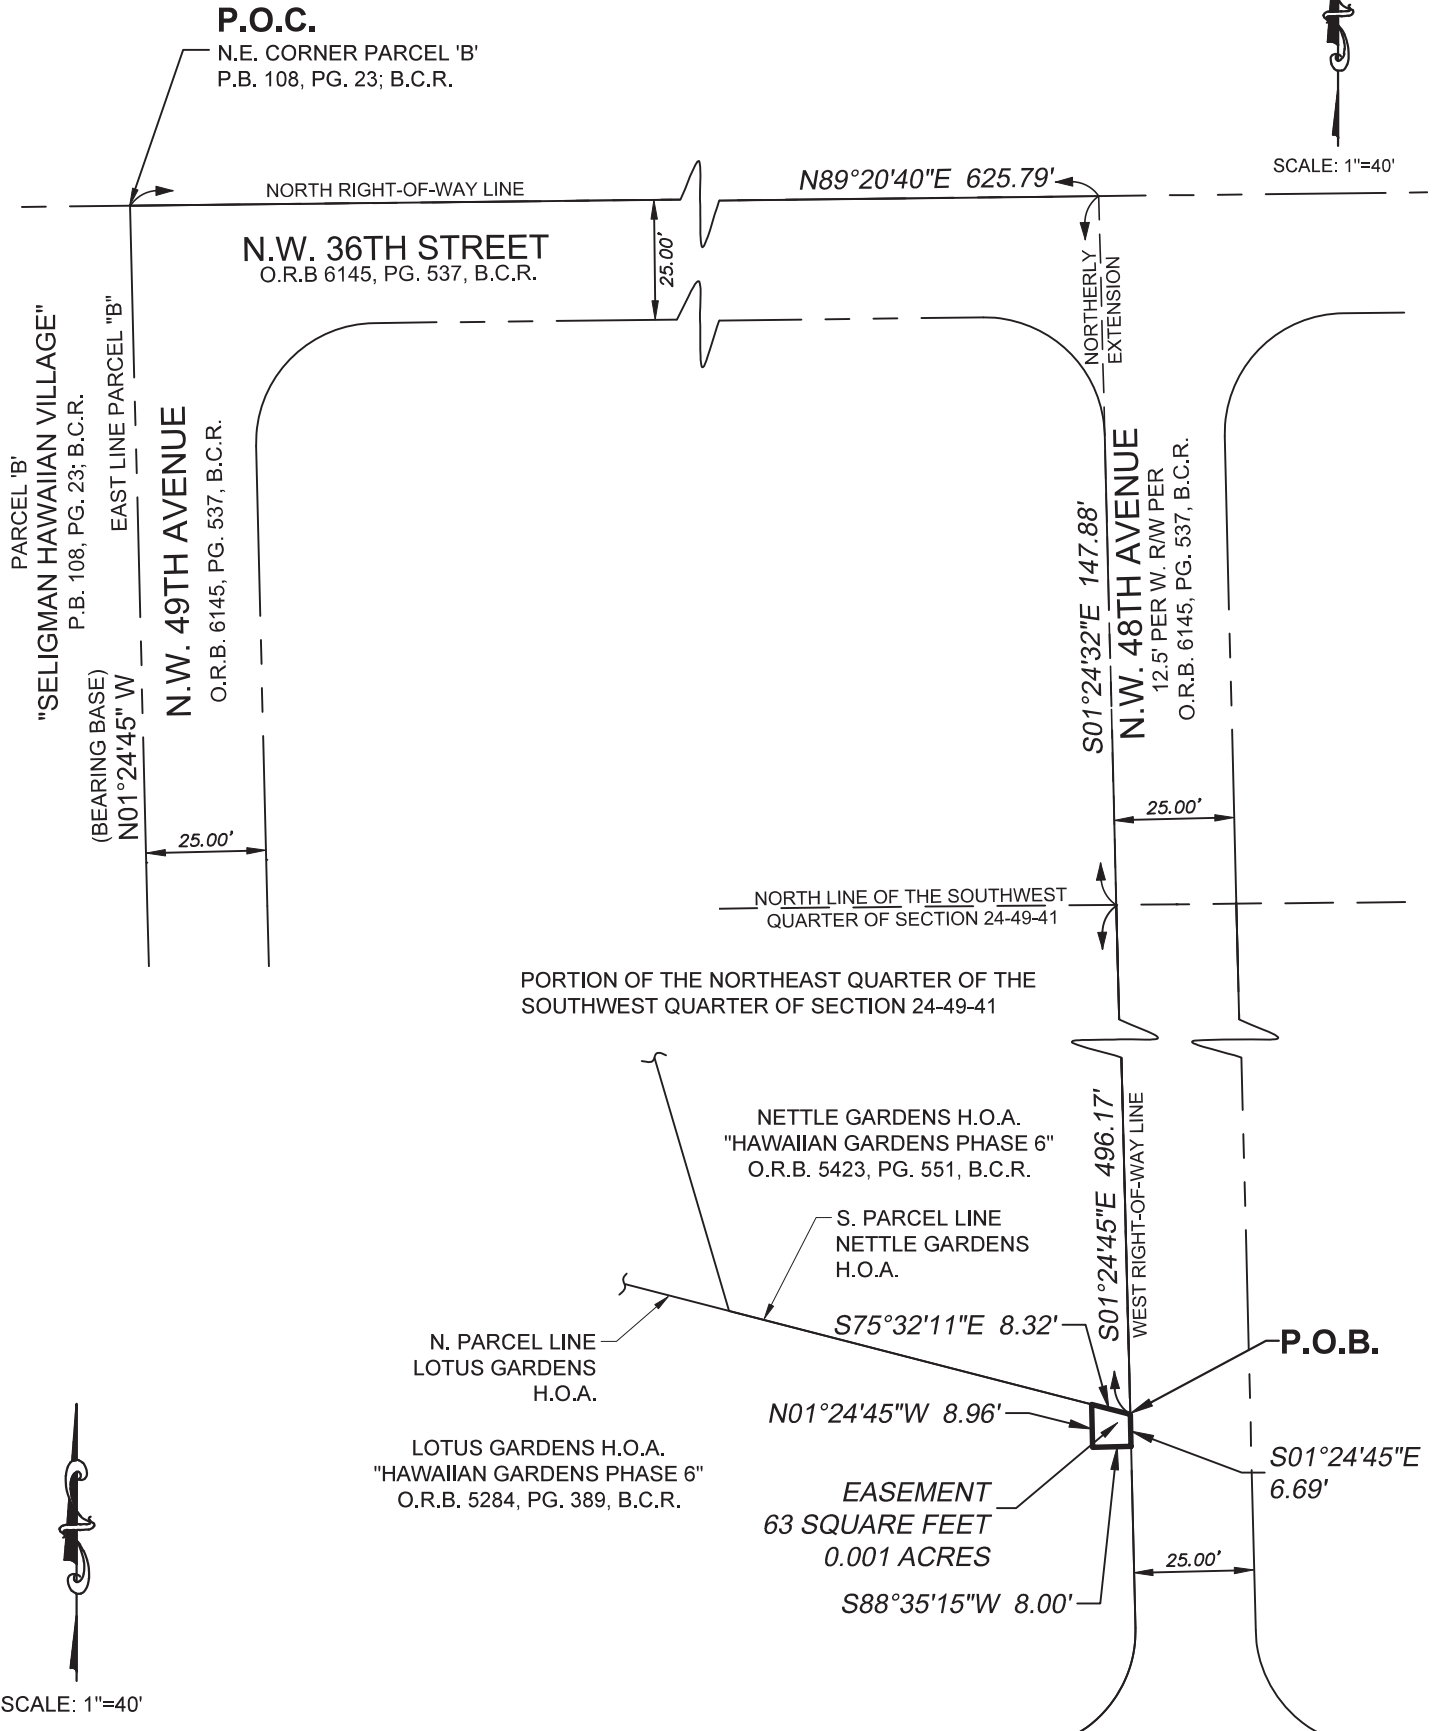 P.O.C.
N.E. CORNER PARCEL 'B'
P.B. 108, PG. 23; B.C.R.
SCALE: 1"=40'
NORTH RIGHT-OF-WAY LINE
N89°20'40"E 625.79'
N.W. 36TH STREET
O.R.B 6145, PG. 537, B.C.R.
25.00'
NORTHERLY
EXTENSION
PARCEL 'B'
"SELIGMAN HAWAIIAN VILLAGE"
P.B. 108, PG. 23; B.C.R.
EAST LINE PARCEL "B"
(BEARING BASE)
N01°24'45" W
N.W. 49TH AVENUE
O.R.B. 6145, PG. 537, B.C.R.
25.00'
S01°24'32"E 147.88'
N.W. 48TH AVENUE
12.5' PER W. R/W PER
O.R.B. 6145, PG. 537, B.C.R.
25.00'
NORTH LINE OF THE SOUTHWEST
QUARTER OF SECTION 24-49-41
PORTION OF THE NORTHEAST QUARTER OF THE
SOUTHWEST QUARTER OF SECTION 24-49-41
NETTLE GARDENS H.O.A.
"HAWAIIAN GARDENS PHASE 6"
O.R.B. 5423, PG. 551, B.C.R.
S01°24'45"E 496.17'
WEST RIGHT-OF-WAY LINE
S. PARCEL LINE
NETTLE GARDENS
H.O.A.
S75°32'11"E 8.32'
N. PARCEL LINE
LOTUS GARDENS
H.O.A.
P.O.B.
N01°24'45"W 8.96'
LOTUS GARDENS H.O.A.
"HAWAIIAN GARDENS PHASE 6"
O.R.B. 5284, PG. 389, B.C.R.
S01°24'45"E
6.69'
EASEMENT
63 SQUARE FEET
0.001 ACRES
25.00'
S88°35'15"W 8.00'
SCALE: 1"=40'